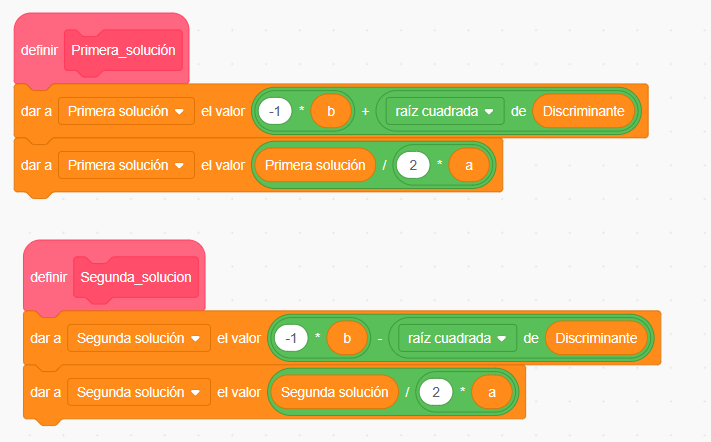 definir Primera_solución
dar a Primera solución el valor -1 * b + raíz cuadrada de Discriminante
dar a Primera solución el valor Primera solución / 2 * a
definir Segunda_solucion
dar a Segunda solución el valor -1 * b - raíz cuadrada de Discriminante
dar a Segunda solución el valor Segunda solución / 2 * a